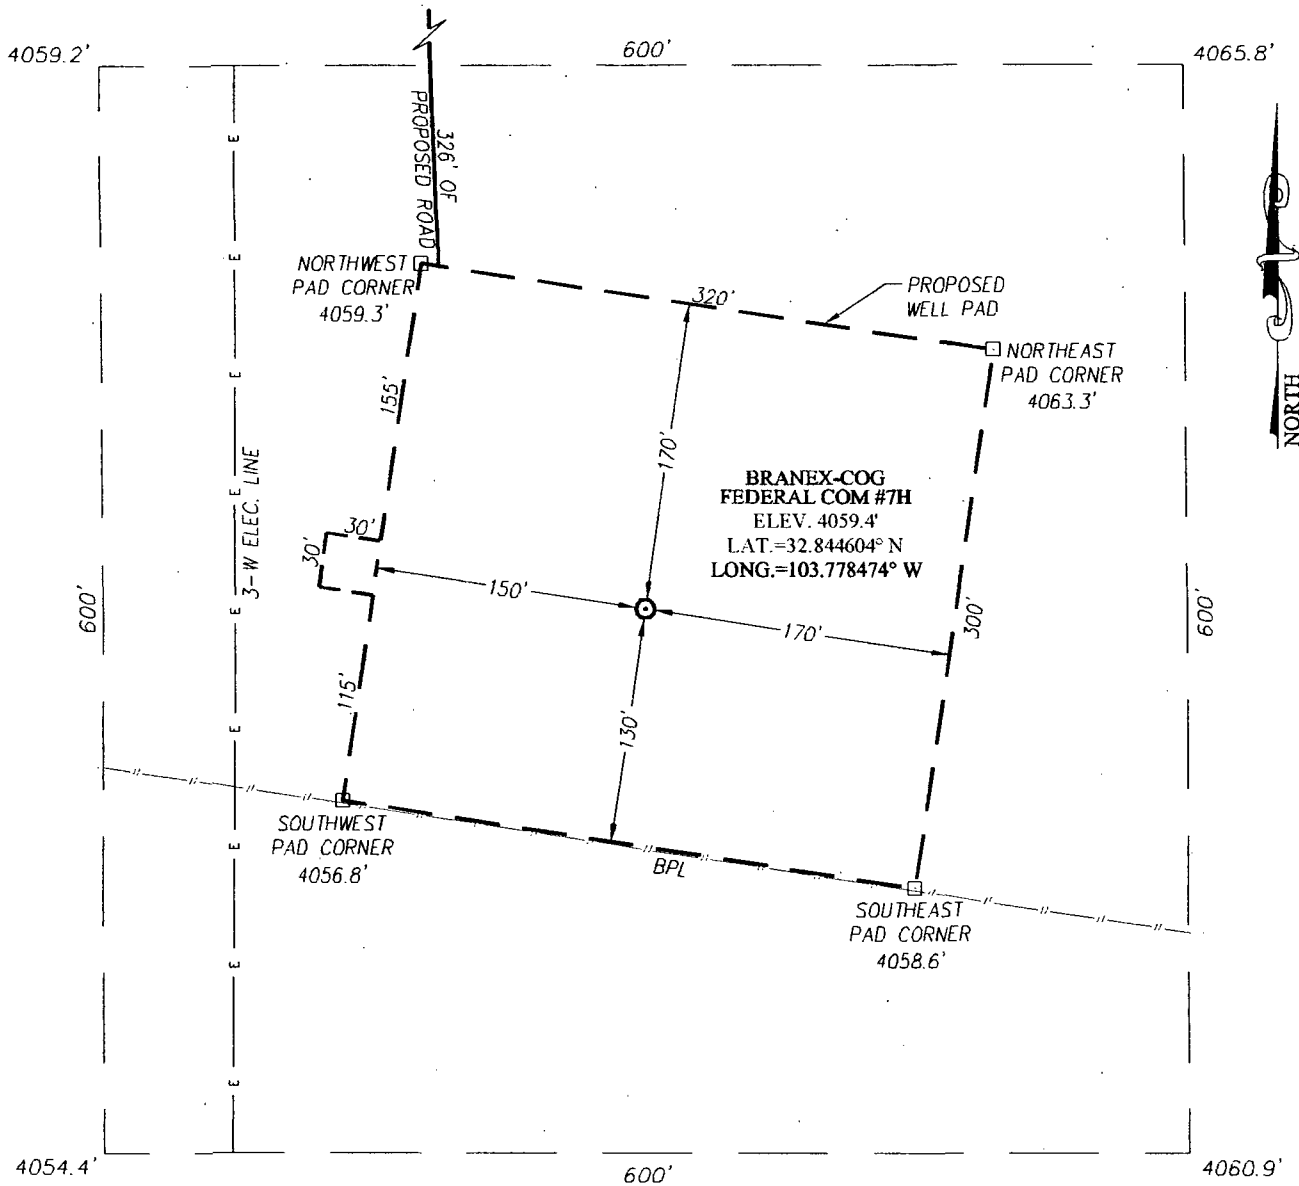 4059.2'
600'
4065.8'
326' OF
PROPOSED ROAD
NORTHWEST
PAD CORNER
4059.3'
320'
PROPOSED
WELL PAD
NORTHEAST
PAD CORNER
4063.3'
NORTH
155'
170'
3-W ELEC. LINE
E
E
E
E
E
E
E
E
E
BRANEX-COG
FEDERAL COM #7H
ELEV. 4059.4'
LAT.=32.844604° N
LONG.=103.778474° W
30'
30'
150'
170'
300'
600'
600'
115'
130'
SOUTHWEST
PAD CORNER
4056.8'
BPL
SOUTHEAST
PAD CORNER
4058.6'
4054.4'
600'
4060.9'